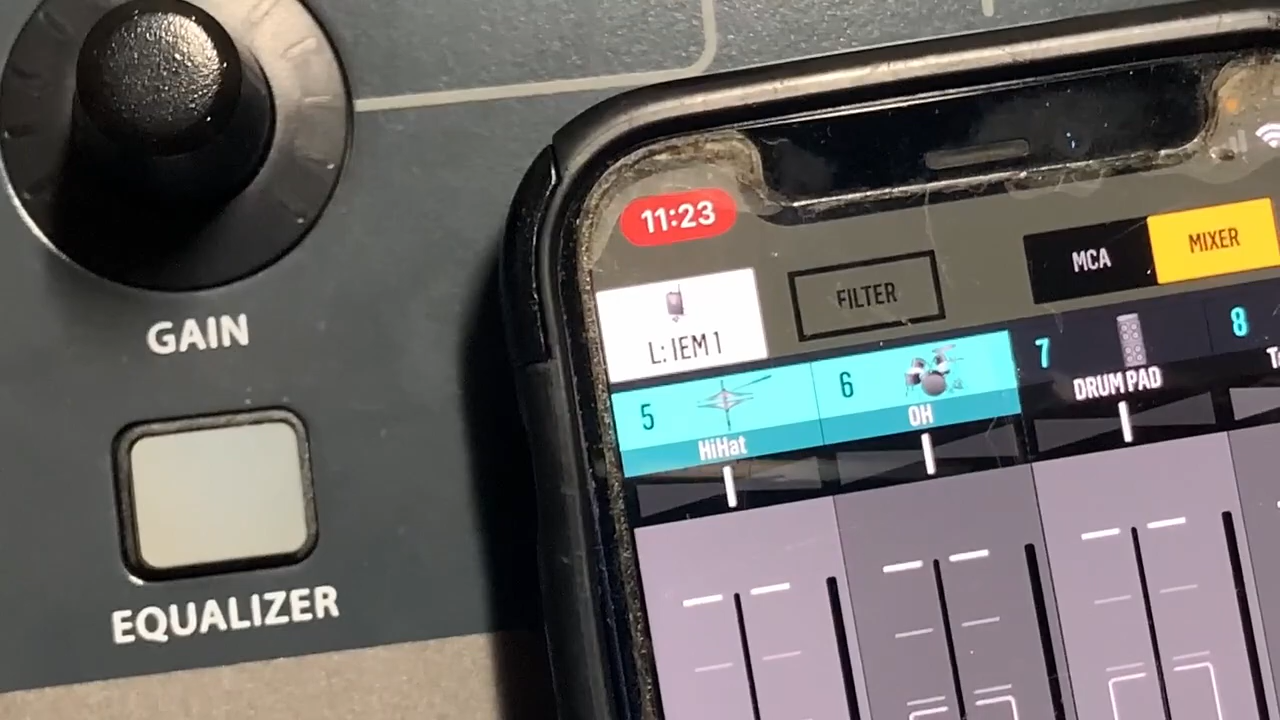 GAIN
EQUALIZER
11:23
L: IEM 1
FILTER
MCA
MIXER
5
HiHat
6
OH
7
DRUM PAD
8